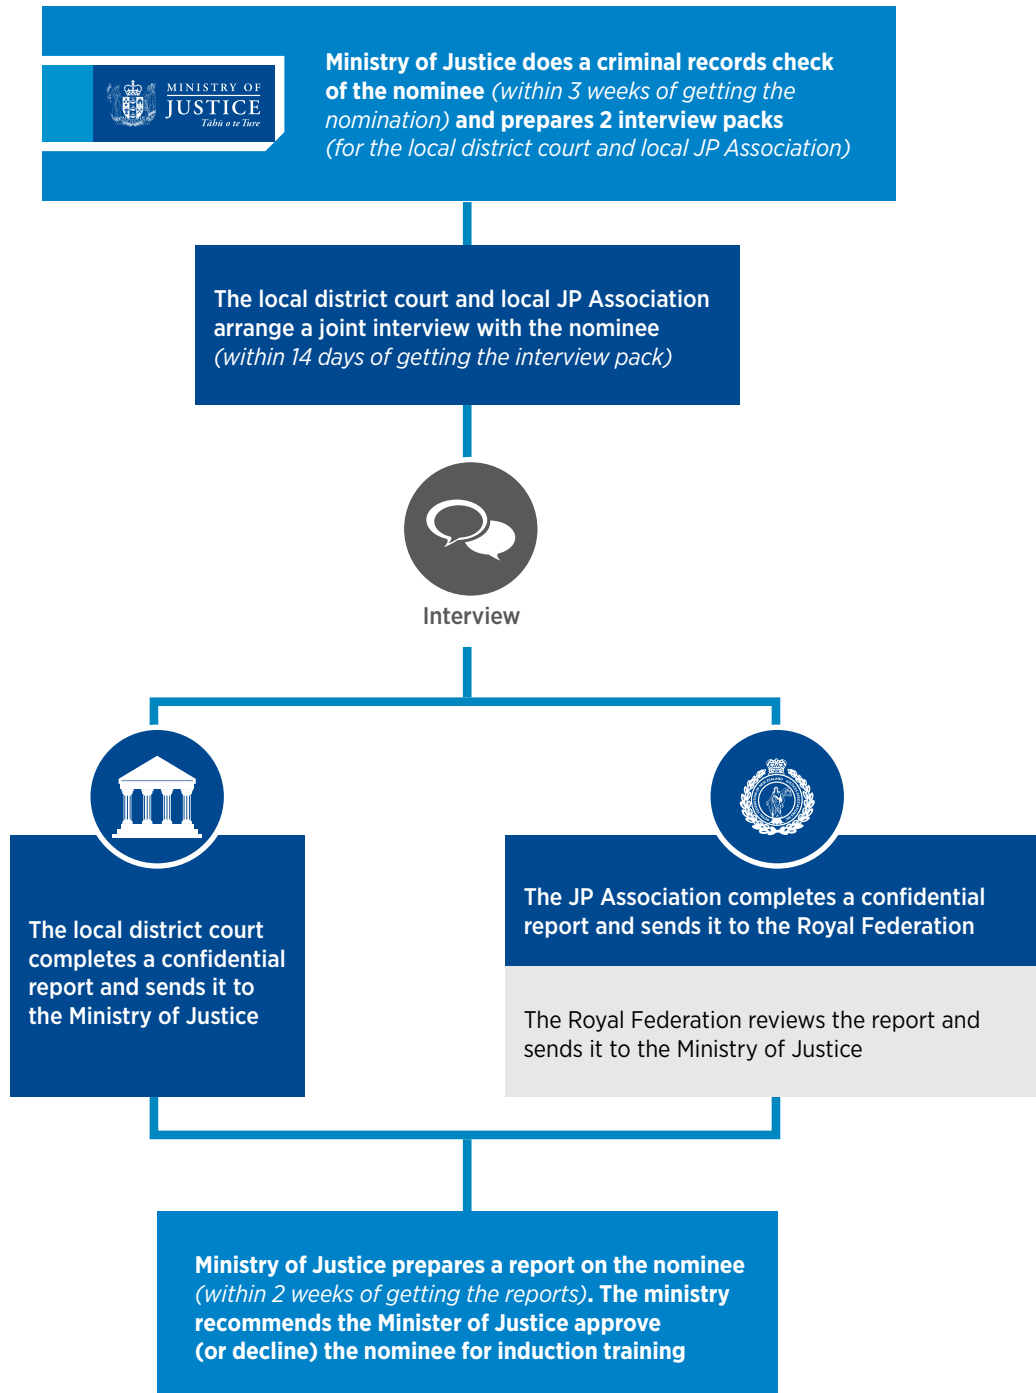 MINISTRY OF
JUSTICE
Tāhū o te Ture
Ministry of Justice does a criminal records check
of the nominee (within 3 weeks of getting the
nomination) and prepares 2 interview packs
(for the local district court and local JP Association)
The local district court and local JP Association
arrange a joint interview with the nominee
(within 14 days of getting the interview pack)
Interview
The local district court
completes a confidential
report and sends it to
the Ministry of Justice
The JP Association completes a confidential
report and sends it to the Royal Federation
The Royal Federation reviews the report and
sends it to the Ministry of Justice
Ministry of Justice prepares a report on the nominee
(within 2 weeks of getting the reports). The ministry
recommends the Minister of Justice approve
(or decline) the nominee for induction training